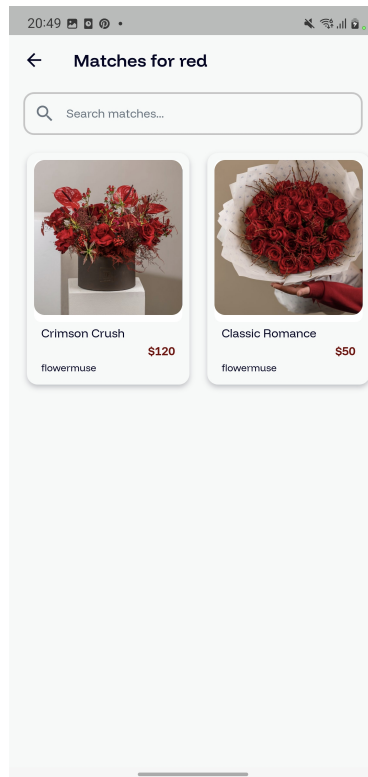 20:49
Matches for red
Search matches...
Crimson Crush
$120
flowermuse
Classic Romance
$50
flowermuse